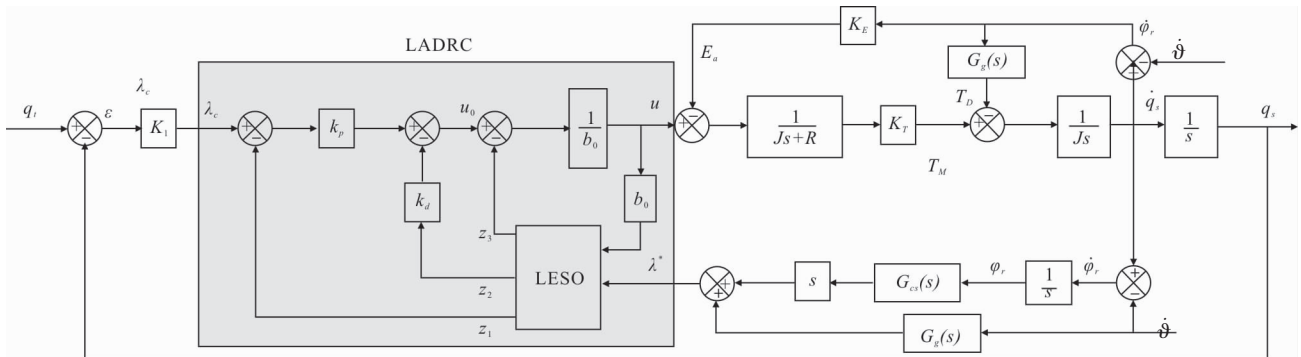 LADRC
q_t
+
−
ε
λ_c
K_1
λ_c
+
−
k_p
+
−
u_0
+
−
1/b_0
u
k_d
b_0
z_3
z_2
z_1
LESO
λ*
E_a
K_E
+
−
1/(Js+R)
K_T
T_M
G_g(s)
T_D
+
−
1/(Js)
φ̇_r
−
+
ϑ̇
q̇_s
1/s
q_s
+
+
s
G_cs(s)
φ_r
1/s
φ̇_r
+
−
G_g(s)
ϑ̇